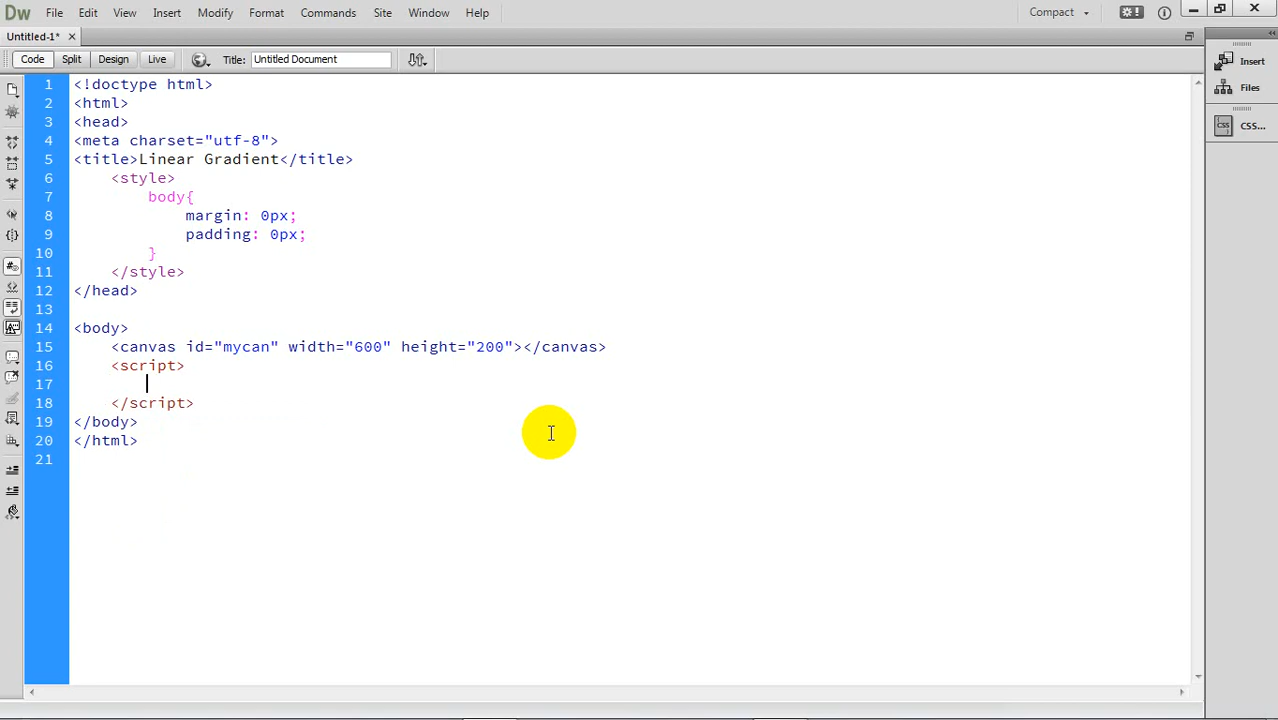 Dw File Edit View Insert Modify Format Commands Site Window Help Compact
Untitled-1*
Code Split Design Live Title: Untitled Document
Insert
Files
CSS...
1 <!doctype html>
2 <html>
3 <head>
4 <meta charset="utf-8">
5 <title>Linear Gradient</title>
6 <style>
7 body{
8 margin: 0px;
9 padding: 0px;
10 }
11 </style>
12 </head>
13
14 <body>
15 <canvas id="mycan" width="600" height="200"></canvas>
16 <script>
17
18 </script>
19 </body>
20 </html>
21